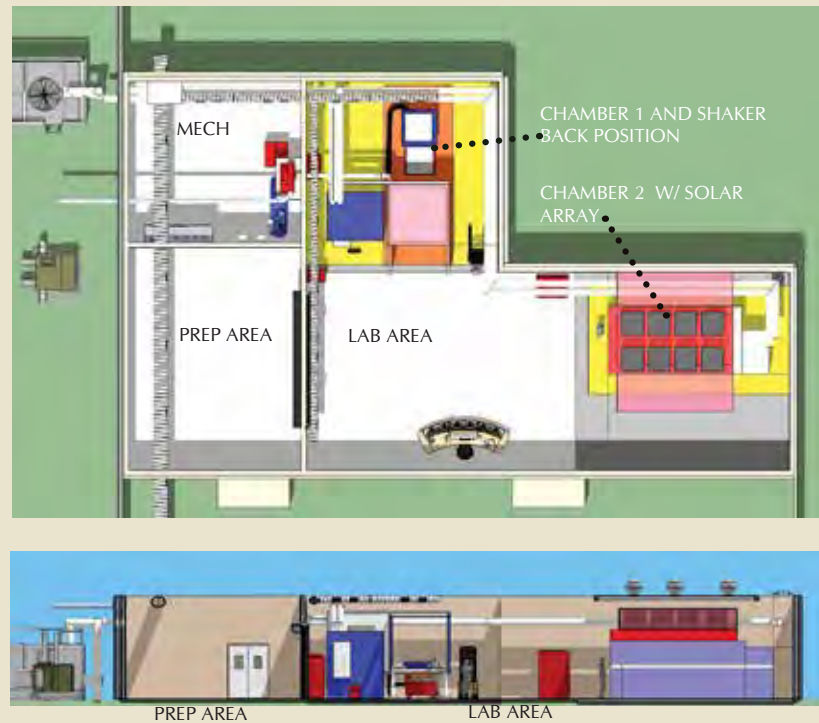 MECH
CHAMBER 1 AND SHAKER
BACK POSITION
CHAMBER 2 W/ SOLAR
ARRAY
PREP AREA
LAB AREA
PREP AREA
LAB AREA